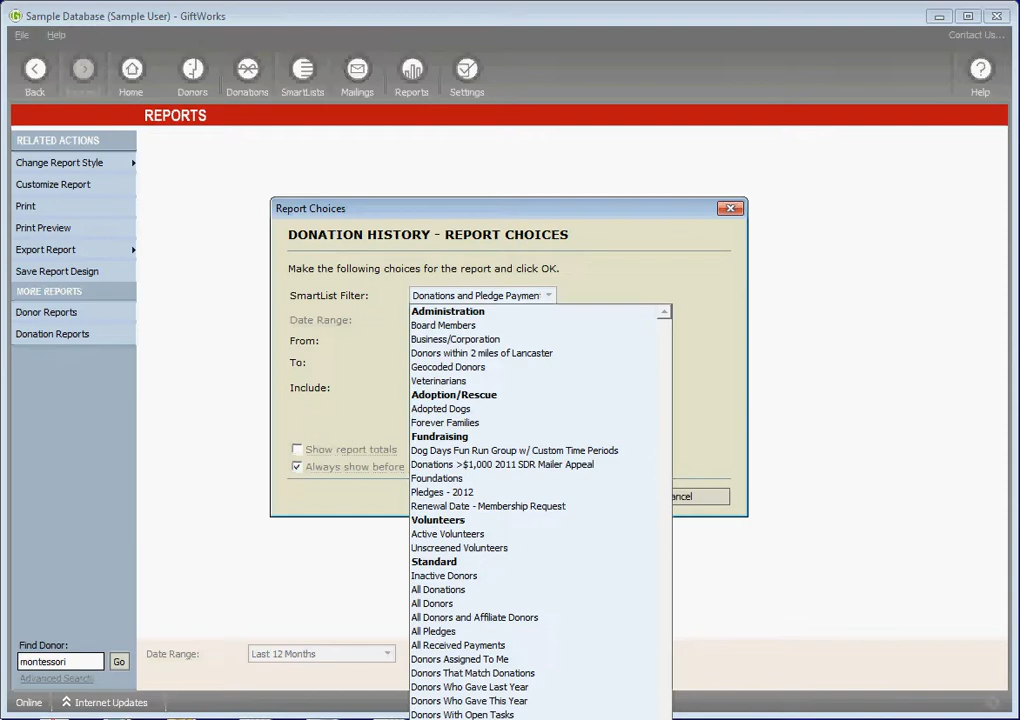 Sample Database (Sample User) - GiftWorks
File Help Contact Us...
Back Home Donors Donations SmartLists Mailings Reports Settings Help
REPORTS
RELATED ACTIONS
Change Report Style
Customize Report
Print
Print Preview
Export Report
Save Report Design
MORE REPORTS
Donor Reports
Donation Reports
Report Choices
DONATION HISTORY - REPORT CHOICES
Make the following choices for the report and click OK.
SmartList Filter: Donations and Pledge Paymen
Date Range:
From:
To:
Include:
Show report totals
Always show before
ancel
Administration
Board Members
Business/Corporation
Donors within 2 miles of Lancaster
Geocoded Donors
Veterinarians
Adoption/Rescue
Adopted Dogs
Forever Families
Fundraising
Dog Days Fun Run Group w/ Custom Time Periods
Donations >$1,000 2011 SDR Mailer Appeal
Foundations
Pledges - 2012
Renewal Date - Membership Request
Volunteers
Active Volunteers
Unscreened Volunteers
Standard
Inactive Donors
All Donations
All Donors
All Donors and Affiliate Donors
All Pledges
All Received Payments
Donors Assigned To Me
Donors That Match Donations
Donors Who Gave Last Year
Donors Who Gave This Year
Donors With Open Tasks
Find Donor:
montessori Go
Advanced Search
Date Range: Last 12 Months
Online Internet Updates